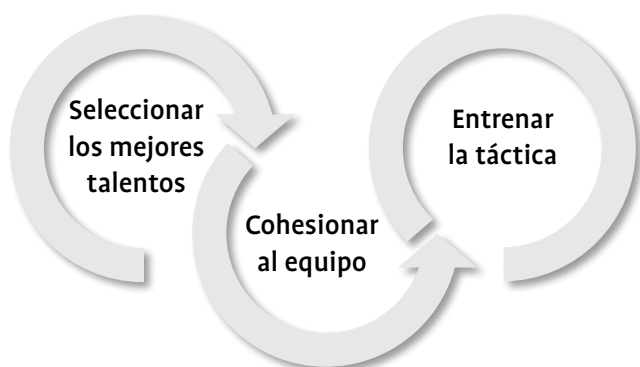 Seleccionar
los mejores
talentos
Cohesionar
al equipo
Entrenar
la táctica